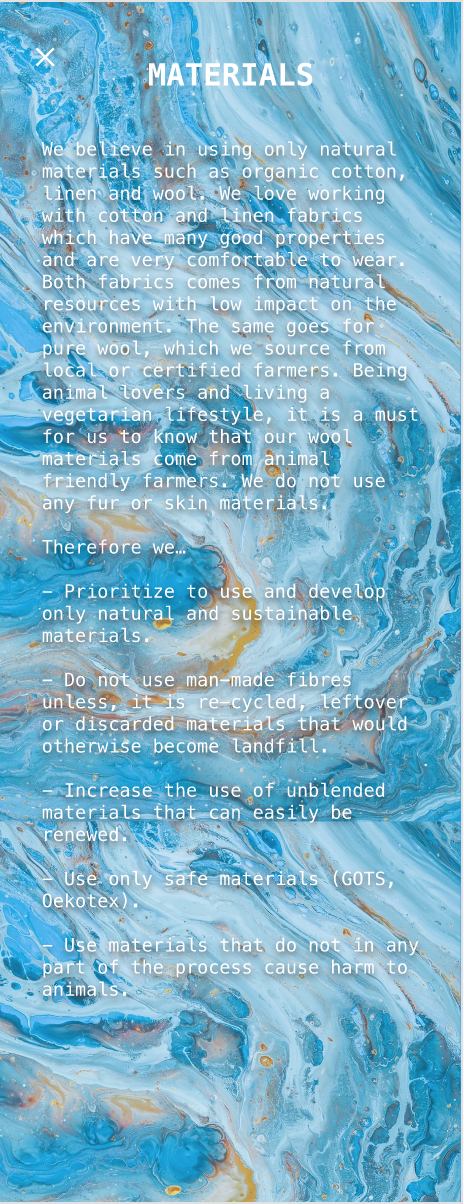 MATERIALS
We believe in using only natural
materials such as organic cotton,
linen and wool. We love working
with cotton and linen fabrics
which have many good properties
and are very comfortable to wear.
Both fabrics comes from natural
resources with low impact on the
environment. The same goes for
pure wool, which we source from
local or certified farmers. Being
animal lovers and living a
vegetarian lifestyle, it is a must
for us to know that our wool
materials come from animal
friendly farmers. We do not use
any fur or skin materials.
Therefore we…
– Prioritize to use and develop
only natural and sustainable
materials.
– Do not use man-made fibres
unless, it is re-cycled, leftover
or discarded materials that would
otherwise become landfill.
– Increase the use of unblended
materials that can easily be
renewed.
– Use only safe materials (GOTS,
Oekotex).
– Use materials that do not in any
part of the process cause harm to
animals.